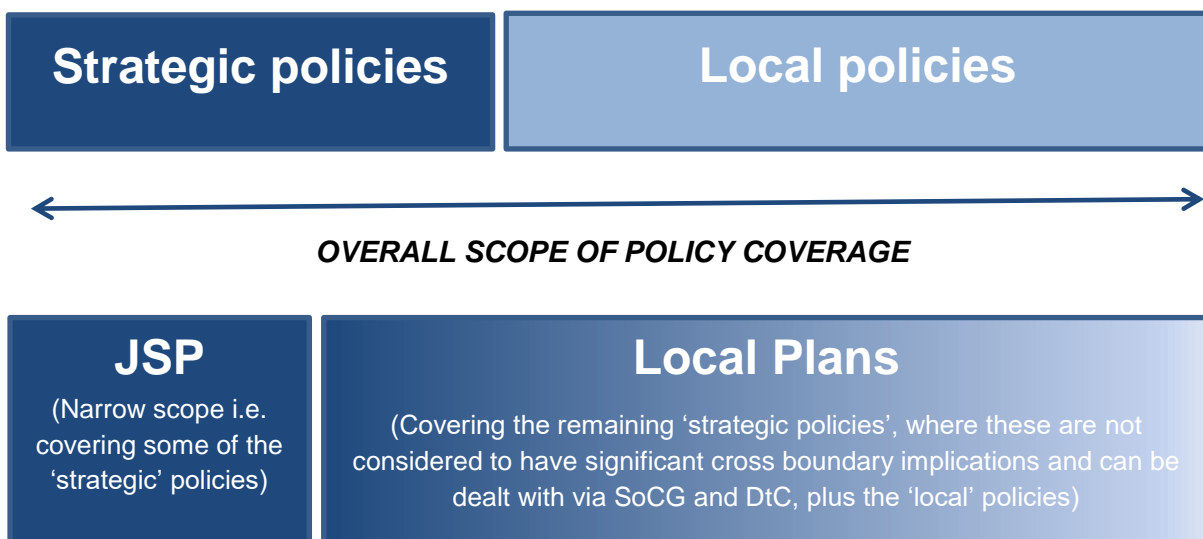 Strategic policies
Local policies
OVERALL SCOPE OF POLICY COVERAGE
JSP
(Narrow scope i.e.
covering some of the
‘strategic’ policies)
Local Plans
(Covering the remaining ‘strategic policies’, where these are not
considered to have significant cross boundary implications and can be
dealt with via SoCG and DtC, plus the ‘local’ policies)